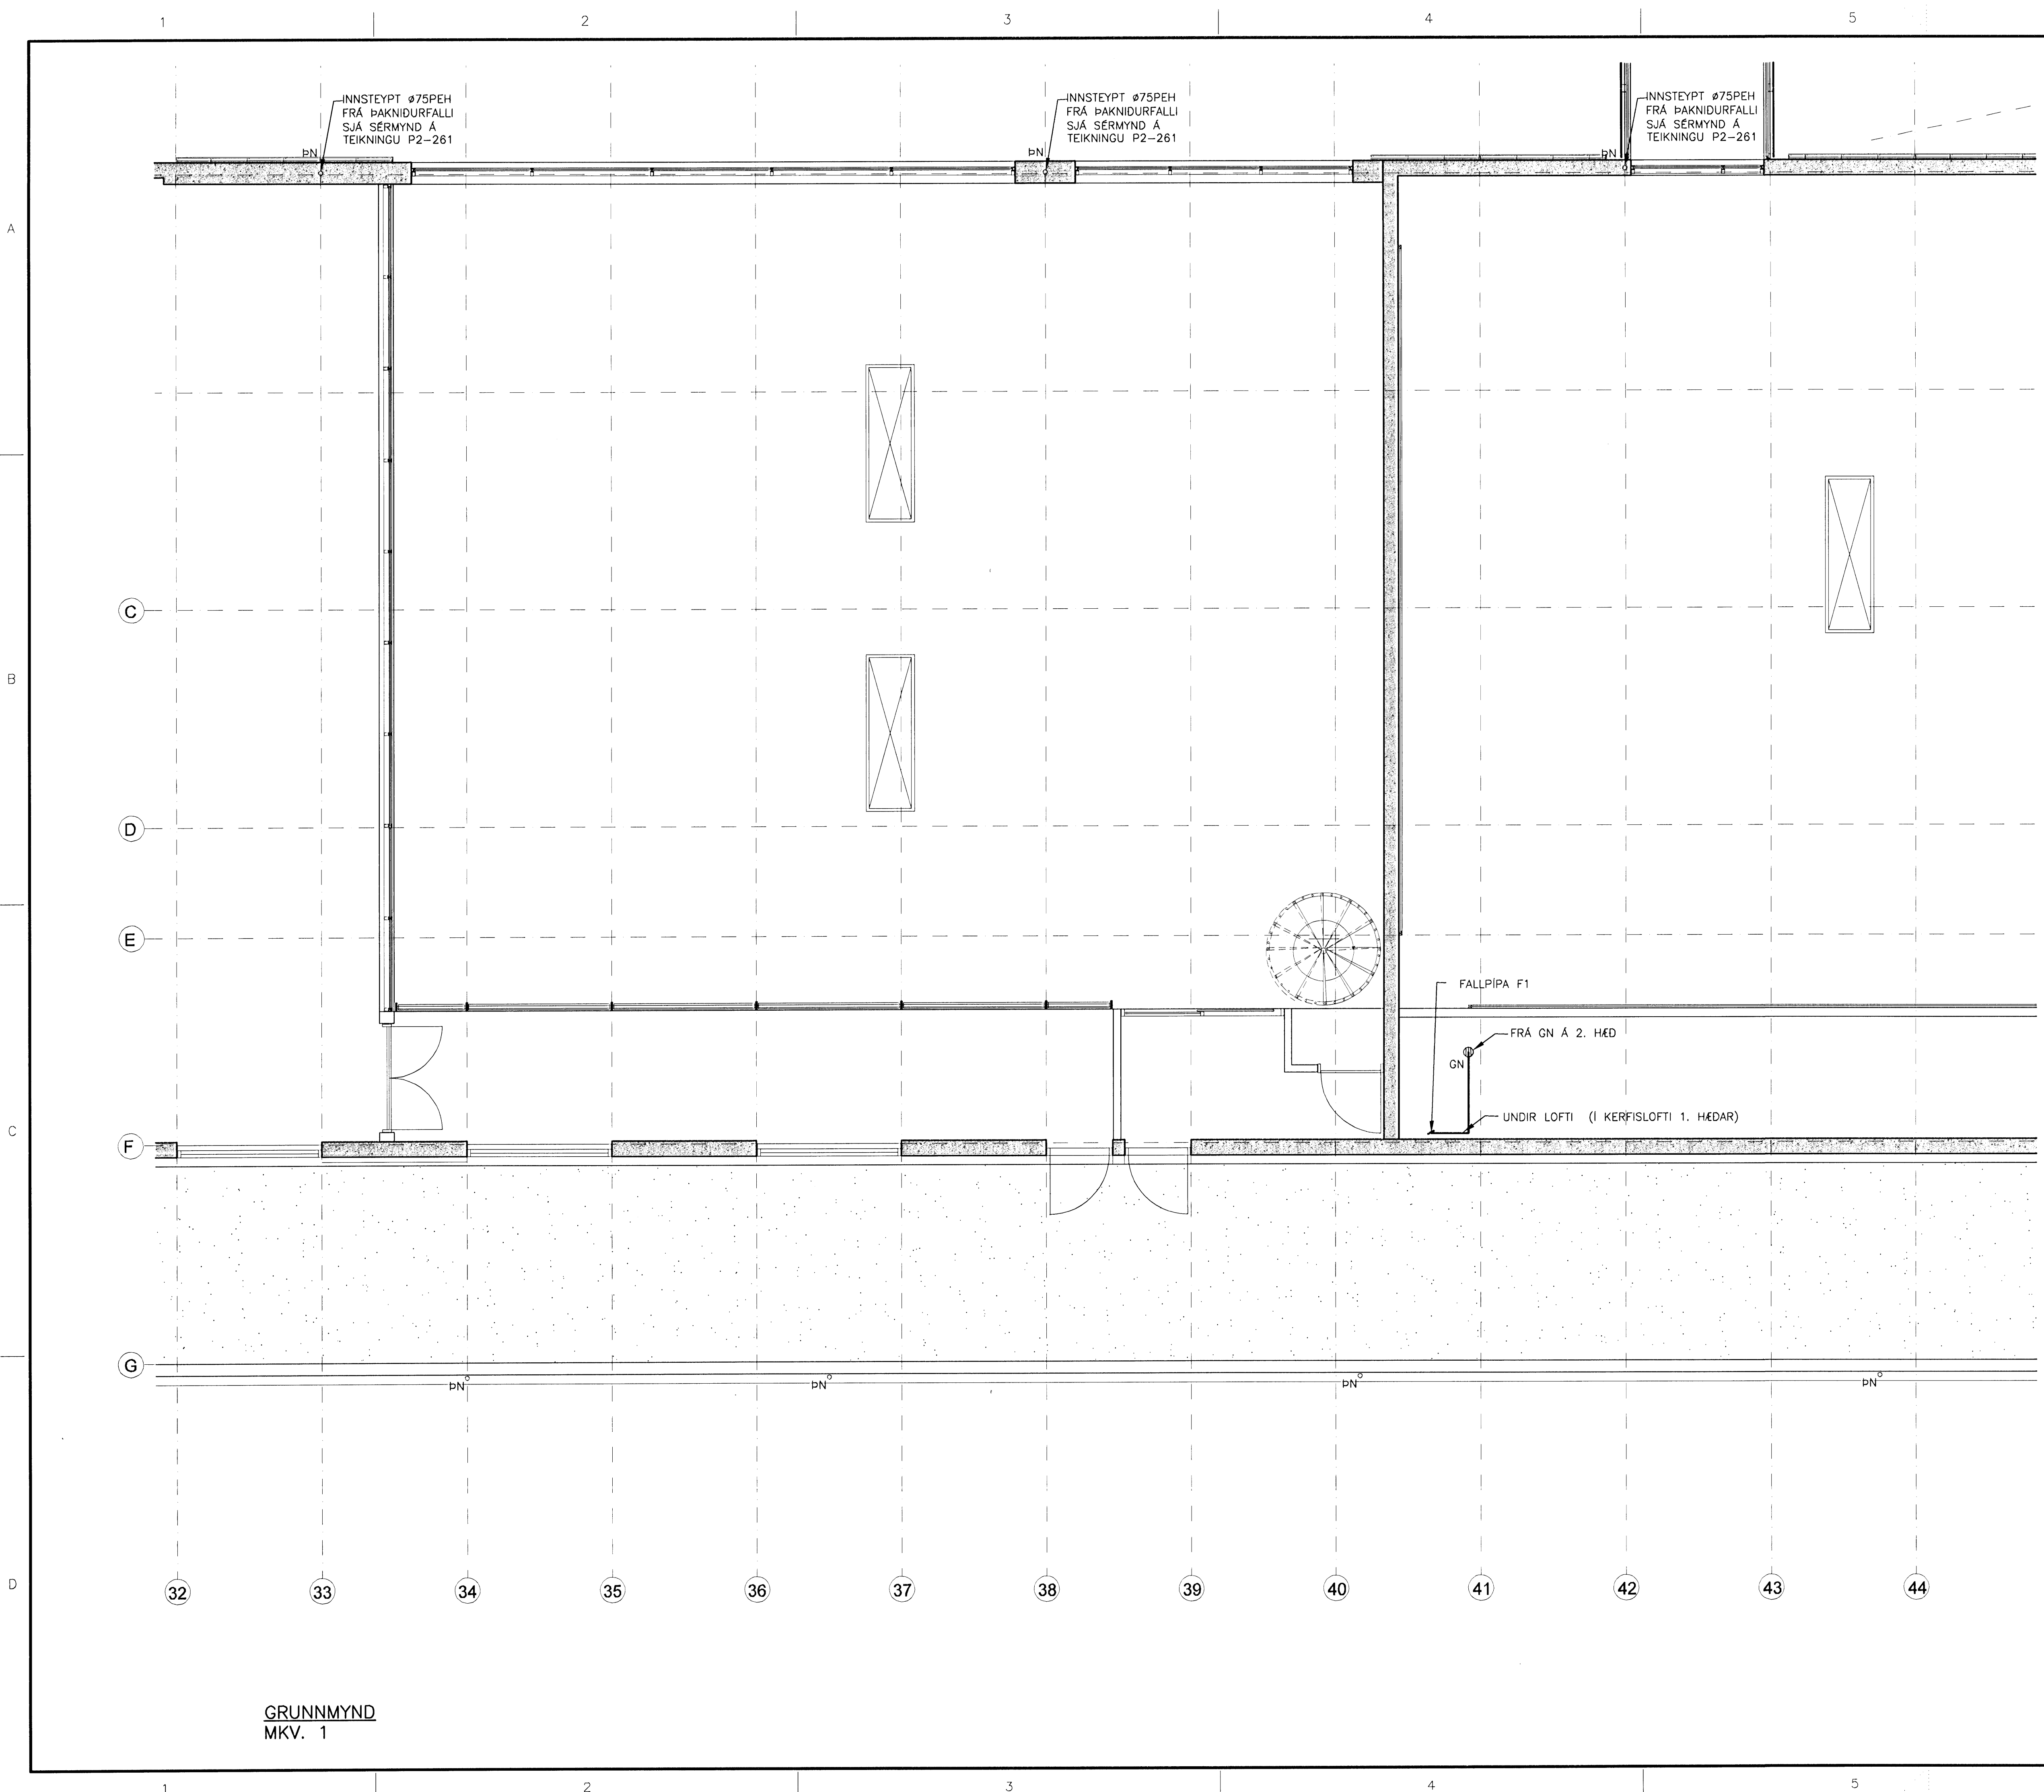 1 2 3 4 5
INNSTEYPT ø75PEH
FRÁ ÞAKNIÐURFALLI
SJÁ SÉRMYND Á
TEIKNINGU P2-261
INNSTEYPT ø75PEH
FRÁ ÞAKNIÐURFALLI
SJÁ SÉRMYND Á
TEIKNINGU P2-261
INNSTEYPT ø75PEH
FRÁ ÞAKNIÐURFALLI
SJÁ SÉRMYND Á
TEIKNINGU P2-261
ÞN ÞN ÞN
A
C
B
D
E
FALLPÍPA F1
FRÁ GN Á 2. HÆÐ
GN
UNDIR LOFTI (Í KERFISLOFTI 1. HÆÐAR)
C
F
G
ÞN ÞN ÞN ÞN
D
32 33 34 35 36 37 38 39 40 41 42 43 44
GRUNNMYND
MKV. 1
1 2 3 4 5